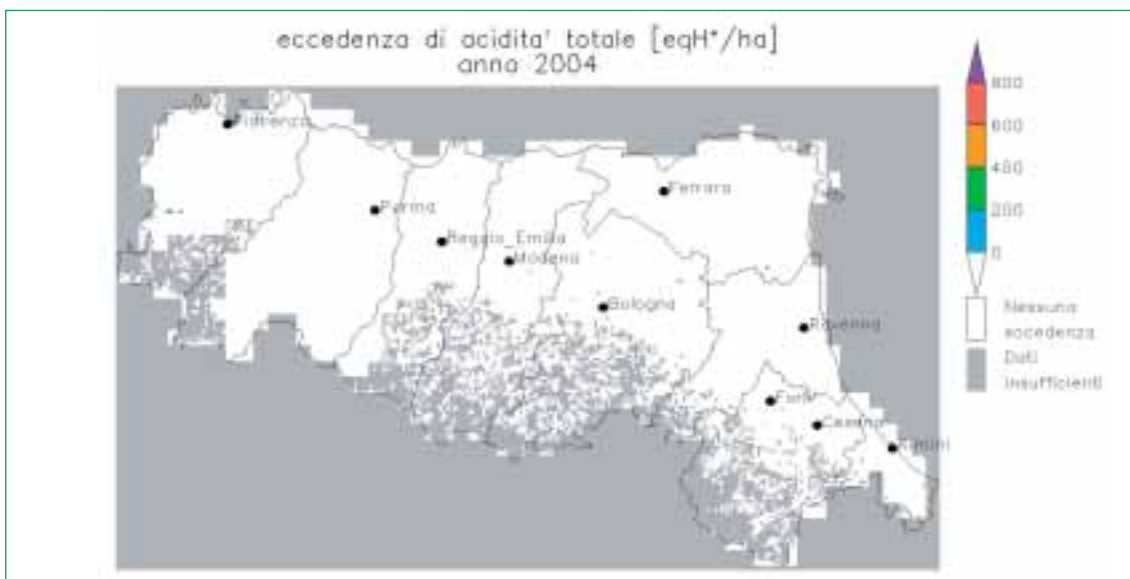 eccedenza di acidita' totale [eqH+/ha]
anno 2004
Piacenza
Parma
Reggio_Emilia
Modena
Ferrara
Bologna
Ravenna
Forli'
Cesena
Rimini
800
600
400
200
0
Nessuna
eccedenza
Dati
insufficienti